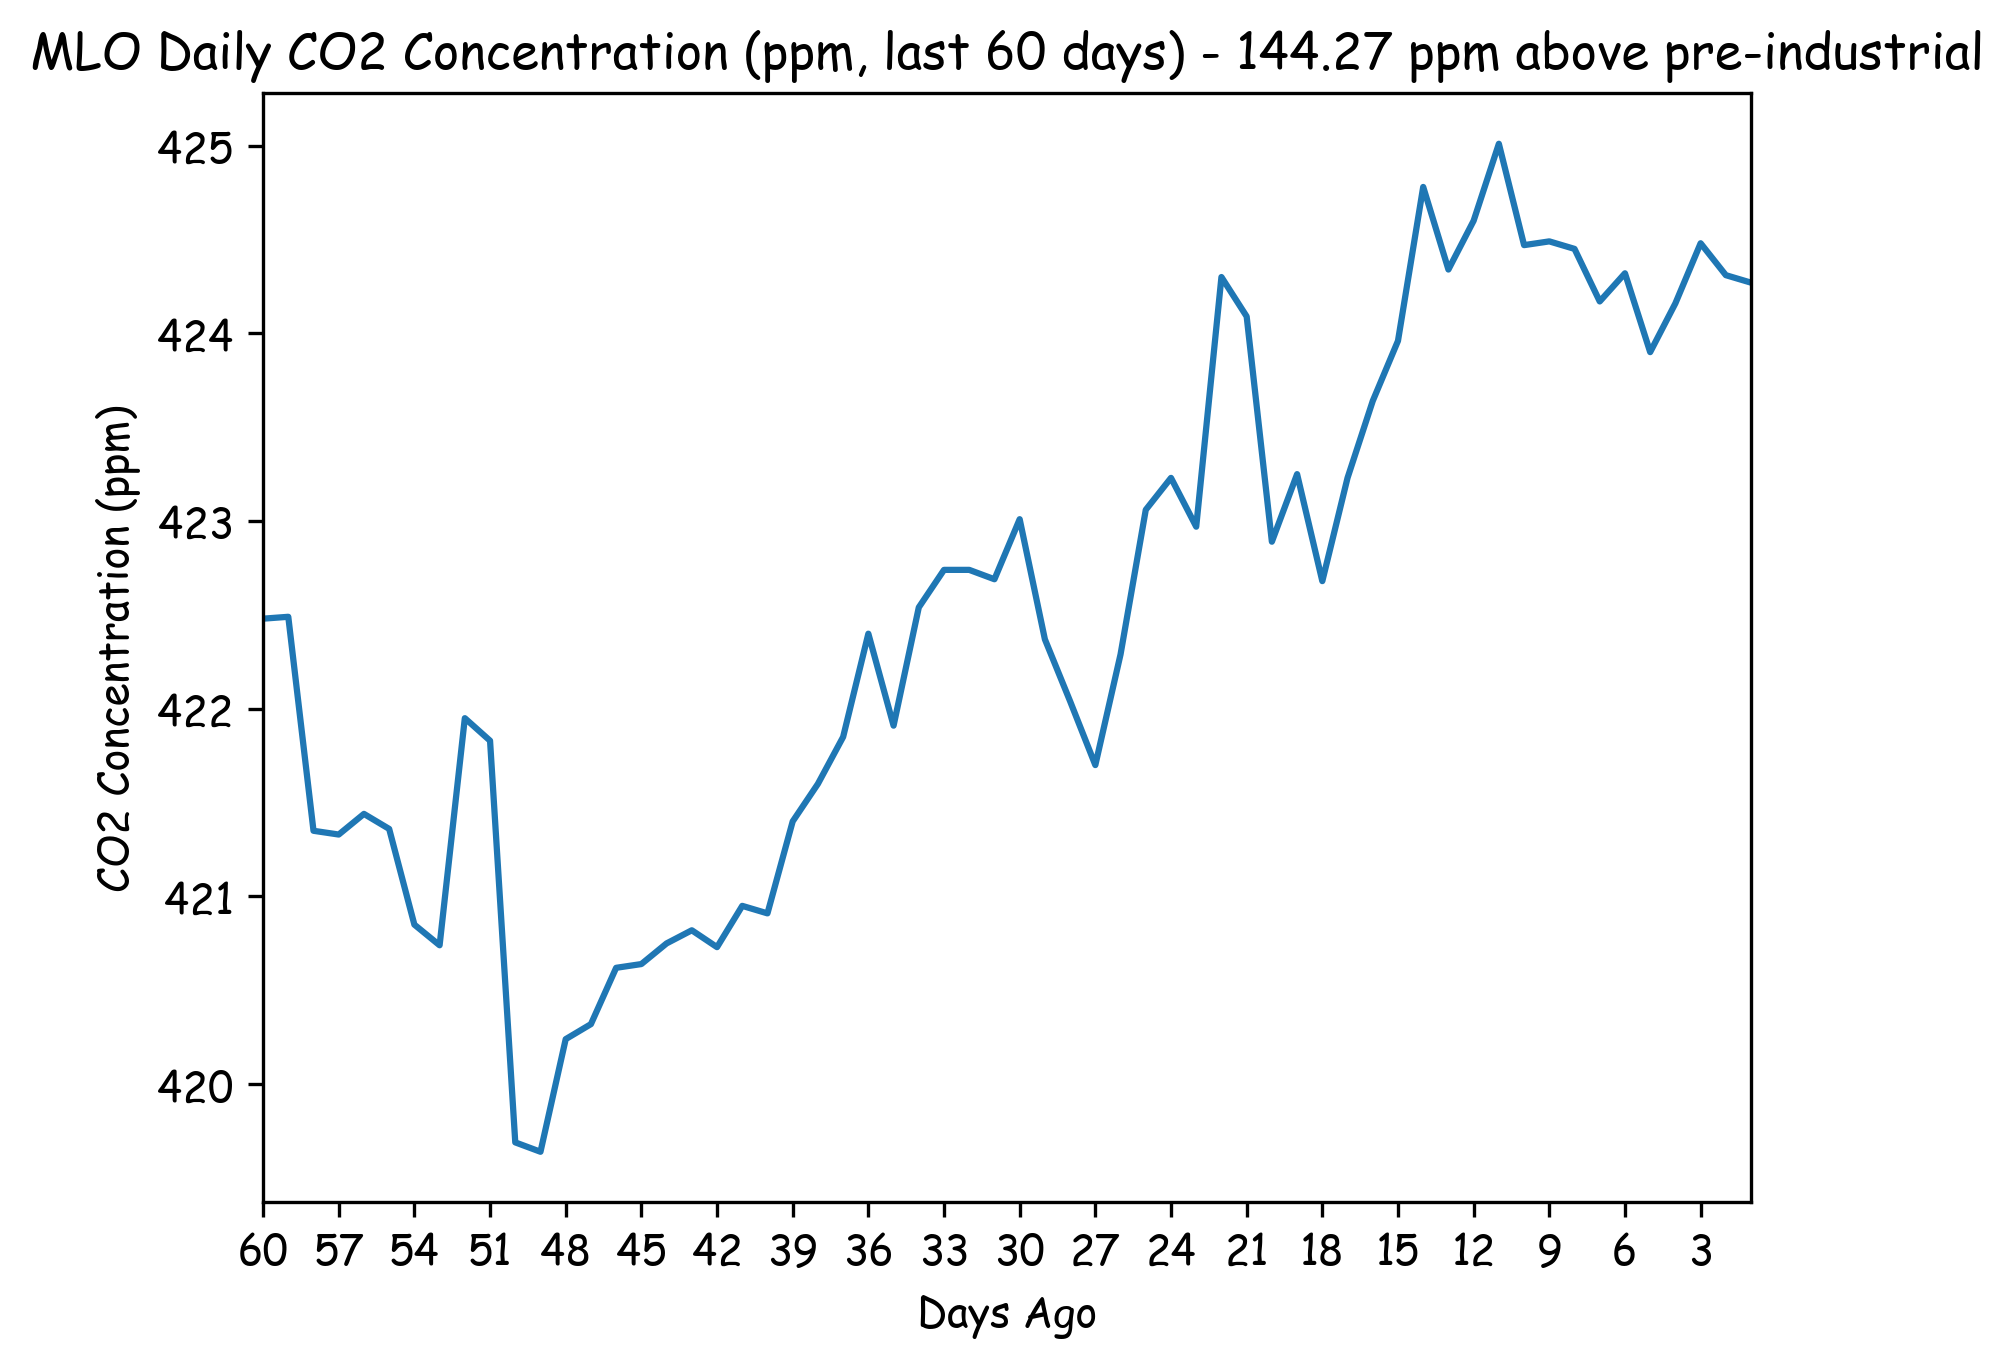 MLO Daily CO2 Concentration (ppm, last 60 days) - 144.27 ppm above pre-industrial
425
424
423
422
421
420
CO2 Concentration (ppm)
60 57 54 51 48 45 42 39 36 33 30 27 24 21 18 15 12 9 6 3
Days Ago